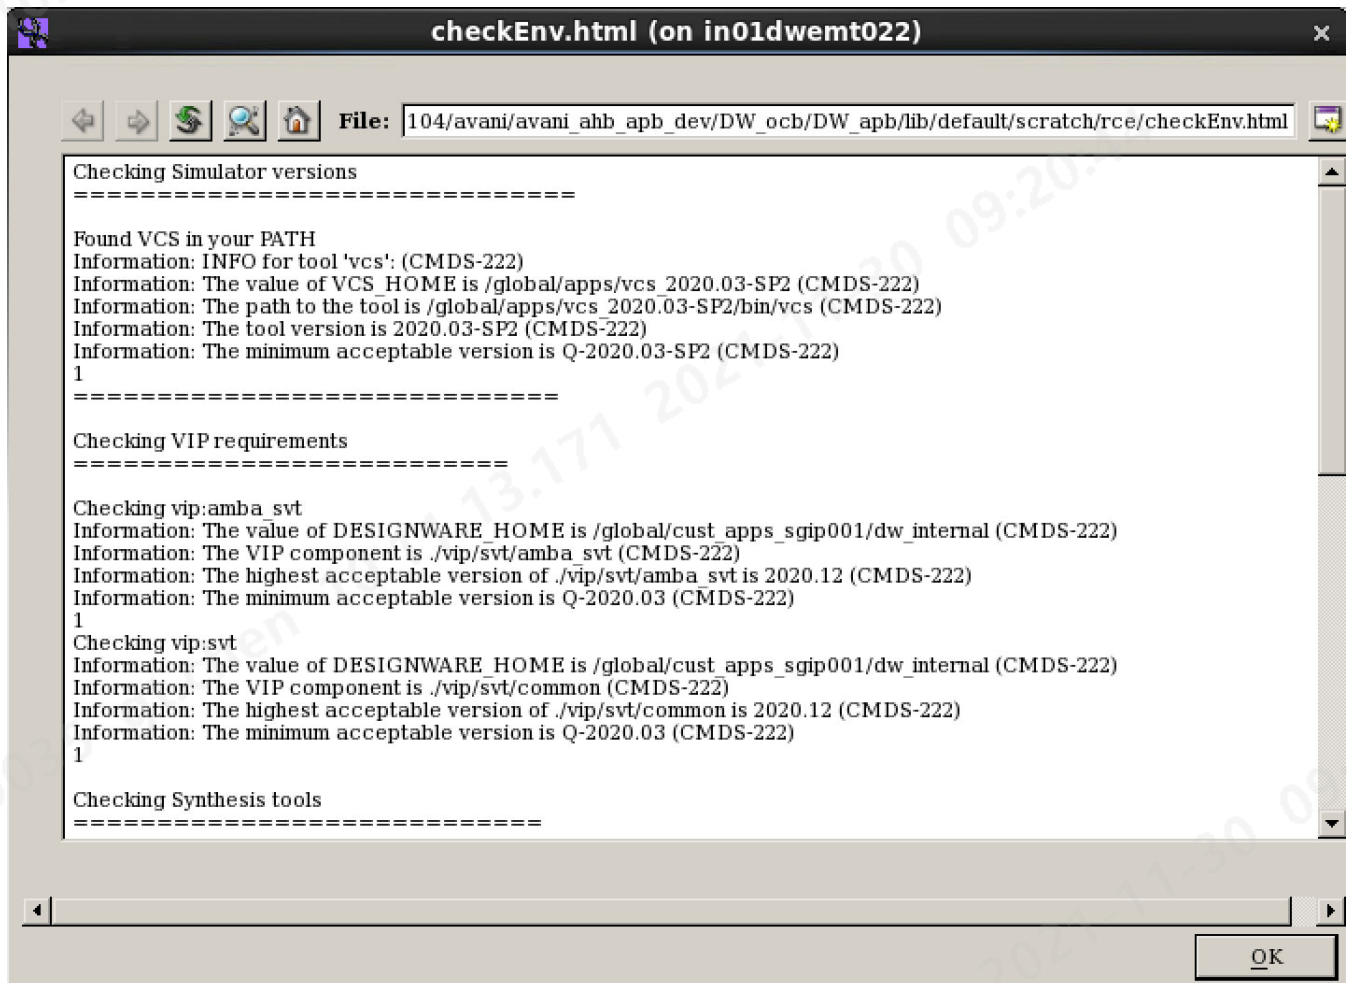 checkEnv.html (on in01dwemt022)
File: 104/avani/avani_ahb_apb_dev/DW_ocb/DW_apb/lib/default/scratch/rce/checkEnv.html
Checking Simulator versions
==============================
Found VCS in your PATH
Information: INFO for tool 'vcs': (CMDS-222)
Information: The value of VCS_HOME is /global/apps/vcs_2020.03-SP2 (CMDS-222)
Information: The path to the tool is /global/apps/vcs_2020.03-SP2/bin/vcs (CMDS-222)
Information: The tool version is 2020.03-SP2 (CMDS-222)
Information: The minimum acceptable version is Q-2020.03-SP2 (CMDS-222)
1
=============================
Checking VIP requirements
==========================
Checking vip:amba_svt
Information: The value of DESIGNWARE_HOME is /global/cust_apps_sgip001/dw_internal (CMDS-222)
Information: The VIP component is ./vip/svt/amba_svt (CMDS-222)
Information: The highest acceptable version of ./vip/svt/amba_svt is 2020.12 (CMDS-222)
Information: The minimum acceptable version is Q-2020.03 (CMDS-222)
1
Checking vip:svt
Information: The value of DESIGNWARE_HOME is /global/cust_apps_sgip001/dw_internal (CMDS-222)
Information: The VIP component is ./vip/svt/common (CMDS-222)
Information: The highest acceptable version of ./vip/svt/common is 2020.12 (CMDS-222)
Information: The minimum acceptable version is Q-2020.03 (CMDS-222)
1
Checking Synthesis tools
============================
OK